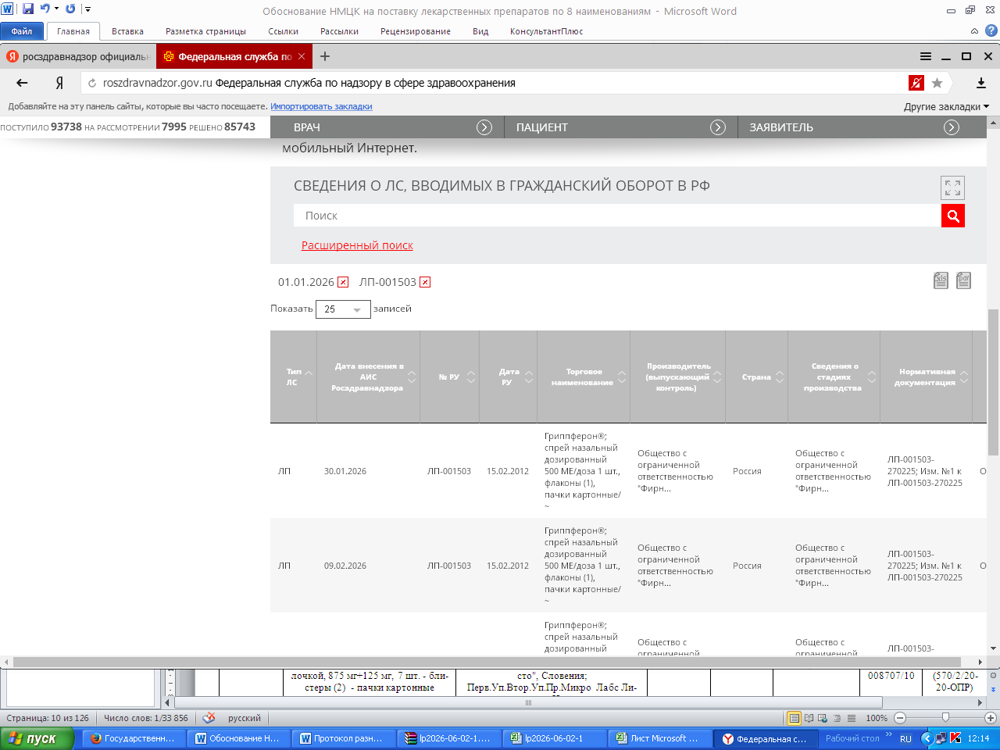 Обоснование НМЦК на поставку лекарственных препаратов по 8 наименованиям - Microsoft Word
Файл Главная Вставка Разметка страницы Ссылки Рассылки Рецензирование Вид КонсультантПлюс
росздравнадзор официальн Федеральная служба по
roszdravnadzor.gov.ru Федеральная служба по надзору в сфере здравоохранения
Добавляйте на эту панель сайты, которые вы часто посещаете. Импортировать закладки Другие закладки
ПОСТУПИЛО 93738 НА РАССМОТРЕНИИ 7995 РЕШЕНО 85743
ВРАЧ ПАЦИЕНТ ЗАЯВИТЕЛЬ
мобильный Интернет.
СВЕДЕНИЯ О ЛС, ВВОДИМЫХ В ГРАЖДАНСКИЙ ОБОРОТ В РФ
Поиск
Расширенный поиск
01.01.2026 ЛП-001503
xls pdf
Показать 25 записей
Тип ЛС
Дата внесения в АИС Росздравнадзора
№ РУ
Дата РУ
Торговое наименование
Производитель (выпускающий контроль)
Страна
Сведения о стадиях производства
Нормативная документация
ЛП
30.01.2026
ЛП-001503
15.02.2012
Гриппферон®;
спрей назальный
дозированный
500 МЕ/доза 1 шт.,
флаконы (1),
пачки картонные/
~
Общество с
ограниченной
ответственностью
"Фирн...
Россия
Общество с
ограниченной
ответственностью
"Фирн...
ЛП-001503-
270225; Изм. №1 к
ЛП-001503-270225
О
ЛП
09.02.2026
ЛП-001503
15.02.2012
Гриппферон®;
спрей назальный
дозированный
500 МЕ/доза 1 шт.,
флаконы (1),
пачки картонные/
~
Общество с
ограниченной
ответственностью
"Фирн...
Россия
Общество с
ограниченной
ответственностью
"Фирн...
ЛП-001503-
270225; Изм. №1 к
ЛП-001503-270225
О
Гриппферон®;
спрей назальный
дозированный
Общество с
ограниченной
Общество с
ограниченной
ЛП-001503-
лочкой, 875 мг+125 мг, 7 шт. - бли-
стеры (2) - пачки картонные
сто", Словения;
Перв.Уп.Втор.Уп.Пр.Микро Лабс Ли-
008707/10
(570/2/20-
20-ОПР)
Страница: 10 из 126 Число слов: 1/33 856 русский 100%
пуск Государственн... Обоснование Н... Протокол разн... lp2026-06-02-1.... lp2026-06-02-1 Лист Microsoft ... Федеральная с... Рабочий стол RU 12:14